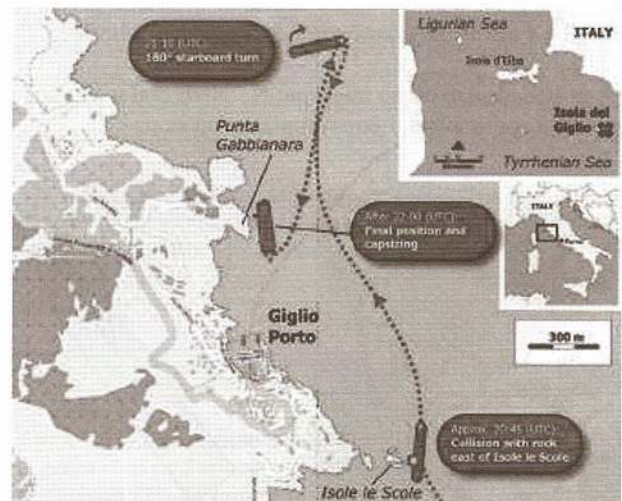 21:10 (UTC)
180° starboard turn
Ligurian Sea
ITALY
Isola d'Elba
Isola del
Giglio
Tyrrhenian Sea
Punta
Gabbianara
ITALY
After 22:00 (UTC):
Final position and
capsizing
Giglio
Porto
300 m
Approx. 20:45 (UTC):
Collision with rock
east of Isole le Scole
Isole le Scole